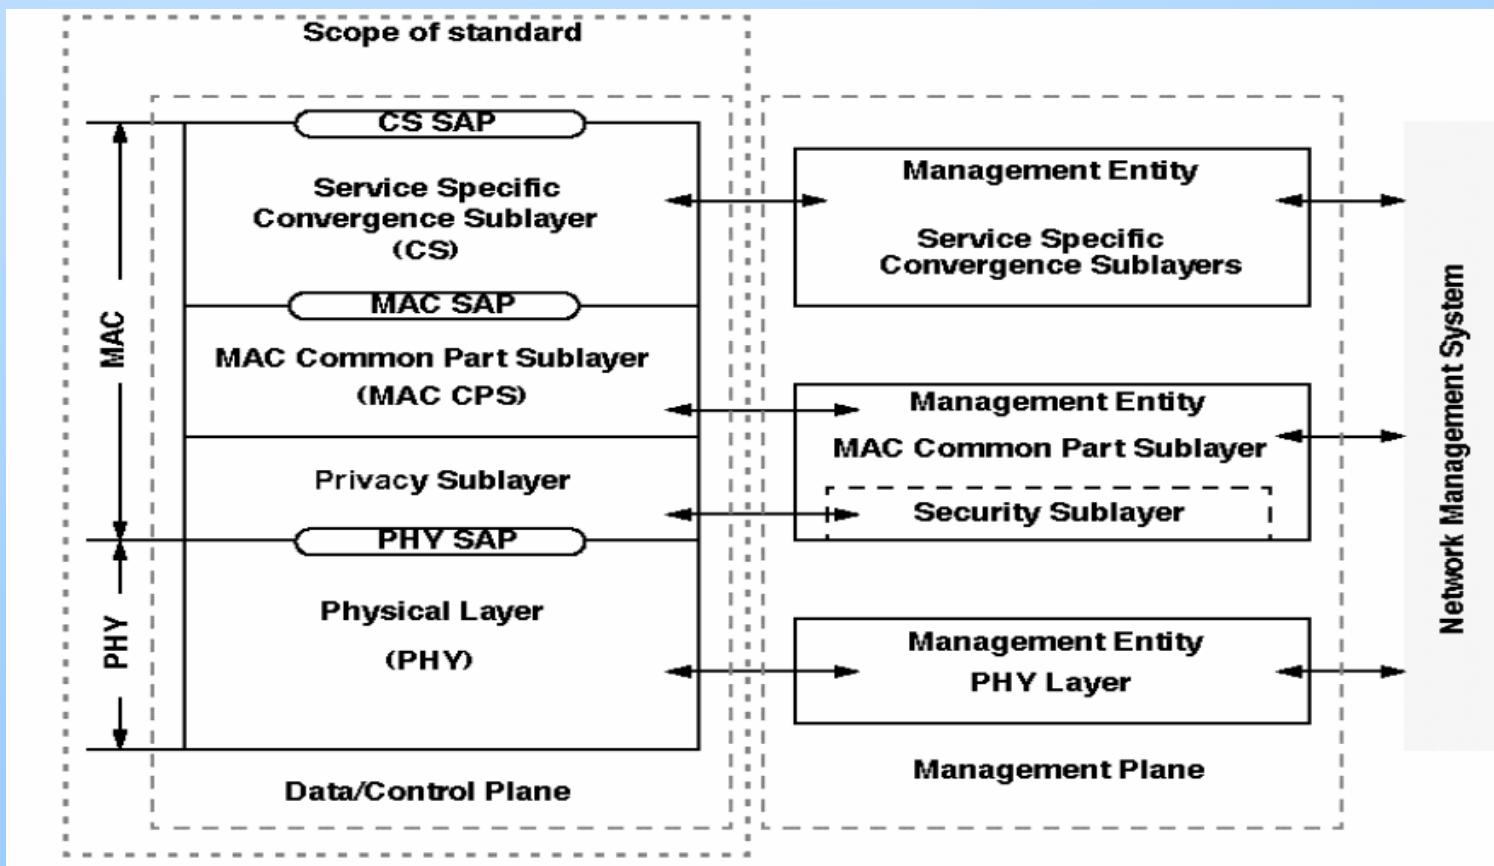 Scope of standard
CS SAP
Service Specific
Convergence Sublayer
(CS)
MAC SAP
MAC Common Part Sublayer
(MAC CPS)
Privacy Sublayer
PHY SAP
Physical Layer
(PHY)
Data/Control Plane
MAC
PHY
Management Entity
Service Specific
Convergence Sublayers
Management Entity
MAC Common Part Sublayer
Security Sublayer
Management Entity
PHY Layer
Management Plane
Network Management System